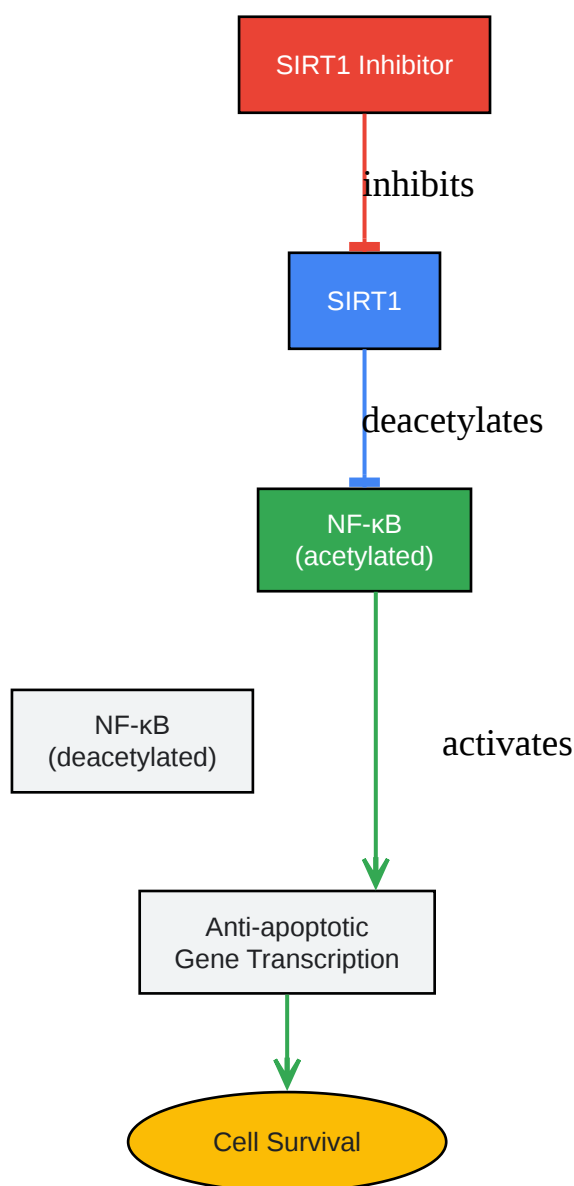 SIRT1 Inhibitor
inhibits
SIRT1
deacetylates
NF-κB
(acetylated)
NF-κB
(deacetylated)
activates
Anti-apoptotic
Gene Transcription
Cell Survival